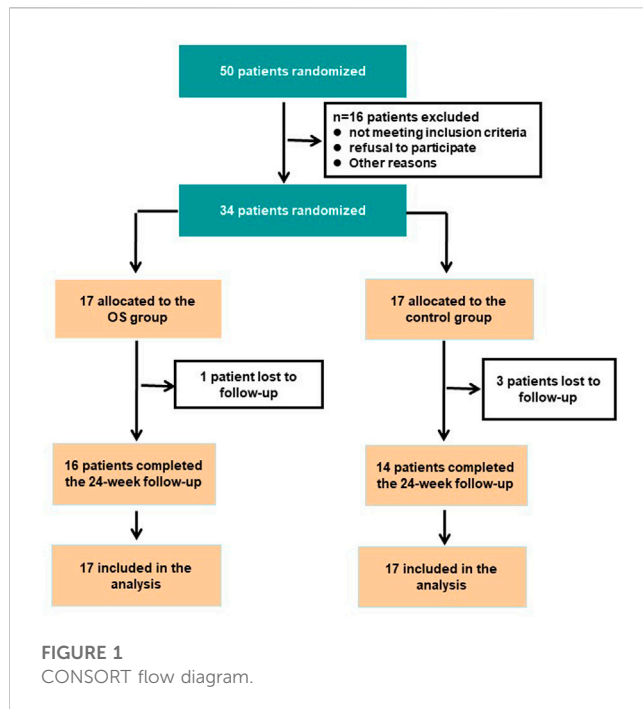 50 patients randomized
n=16 patients excluded
● not meeting inclusion criteria
● refusal to participate
● Other reasons
34 patients randomized
17 allocated to the
OS group
17 allocated to the
control group
1 patient lost to
follow-up
3 patients lost to
follow-up
16 patients completed
the 24-week follow-up
14 patients completed
the 24-week follow-up
17 included in the
analysis
17 included in the
analysis
FIGURE 1
CONSORT flow diagram.